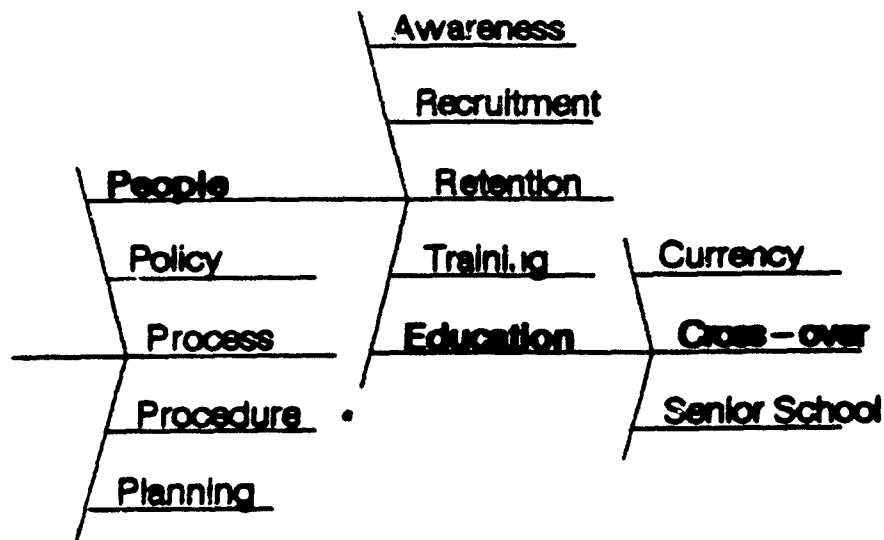 Awareness
Recruitment
People
Retention
Policy
Training
Currency
Process
Education
Cross-over
Procedure
Senior School
Planning